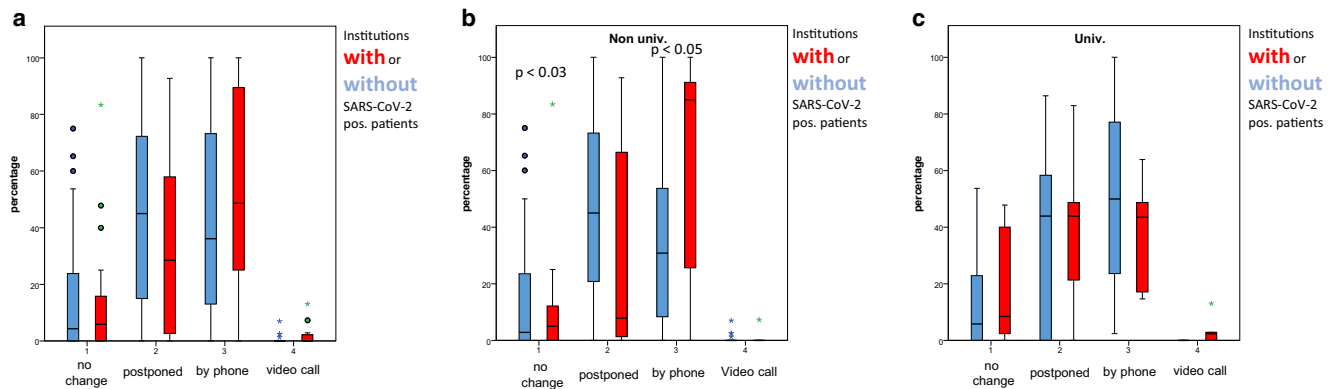 a
Institutions
with or
without
SARS-CoV-2
pos. patients
percentage
100
80
60
40
20
0
1
2
3
4
no change
postponed
by phone
video call
b
Non univ.
p < 0.03
p < 0.05
Institutions
with or
without
SARS-CoV-2
pos. patients
percentage
100
80
60
40
20
0
1
2
3
4
no change
postponed
by phone
Video call
c
Univ.
Institutions
with or
without
SARS-CoV-2
pos. patients
percentage
100
80
60
40
20
0
1
2
3
4
no change
postponed
by phone
Video call